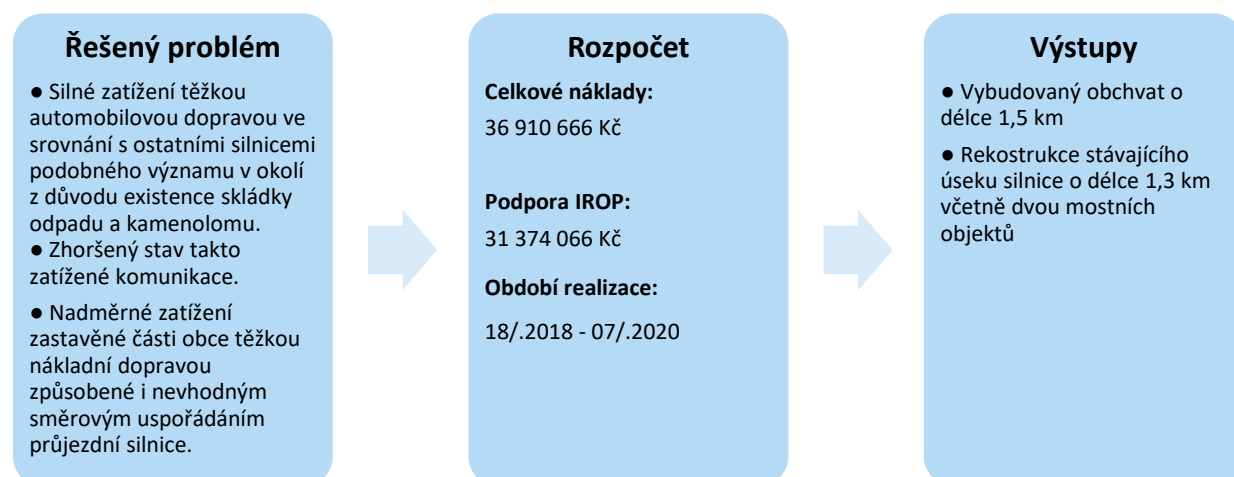 Řešený problém
● Silné zatížení těžkou
automobilovou dopravou ve
srovnání s ostatními silnicemi
podobného významu v okolí
z důvodu existence skládky
odpadu a kamenolomu.
● Zhoršený stav takto
zatížené komunikace.
● Nadměrné zatížení
zastavěné části obce těžkou
nákladní dopravou
způsobené i nevhodným
směrovým uspořádáním
průjezdní silnice.
Rozpočet
Celkové náklady:
36 910 666 Kč
Podpora IROP:
31 374 066 Kč
Období realizace:
18/.2018 - 07/.2020
Výstupy
● Vybudovaný obchvat o
délce 1,5 km
● Rekostrukce stávajícího
úseku silnice o délce 1,3 km
včetně dvou mostních
objektů